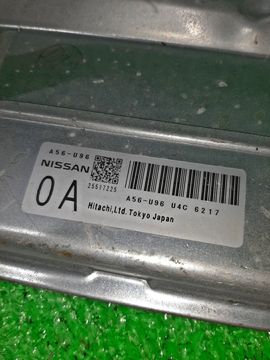 A56-U96
NISSAN
25517225
0A
A56-U96 U4C 6217
Hitachi,Ltd.Tokyo Japan